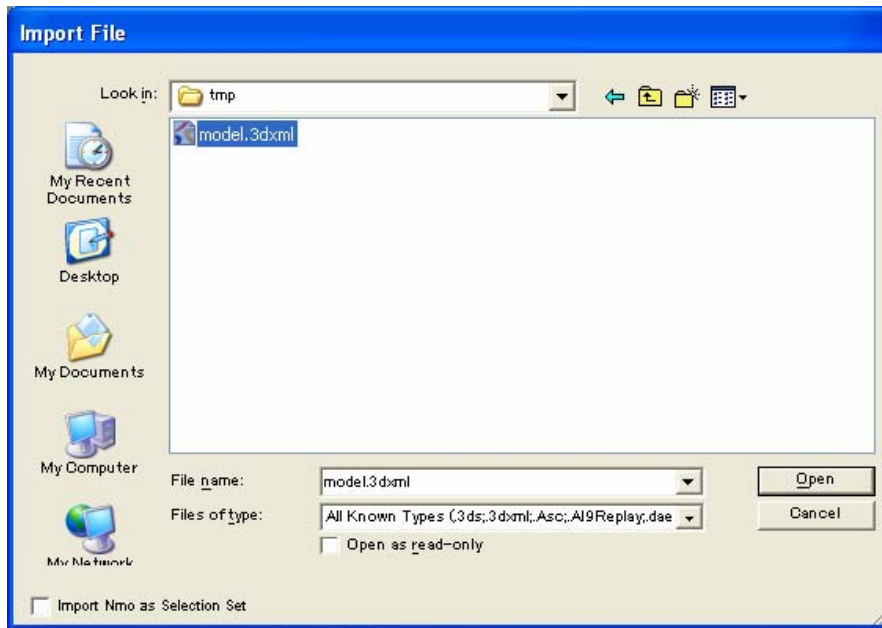 Import File
Look in:
tmp
model.3dxml
My Recent
Documents
Desktop
My Documents
My Computer
My Network
File name:
model.3dxml
Open
Files of type:
All Known Types (.3ds;.3dxml;.Asc;.AI9Replay;.dae
Cancel
Open as read-only
Import Nmo as Selection Set